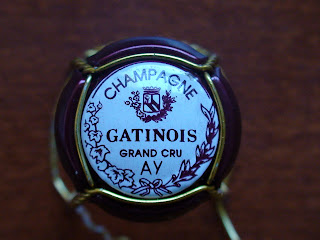 CHAMPAGNE
GATINOIS
GRAND CRU
AY